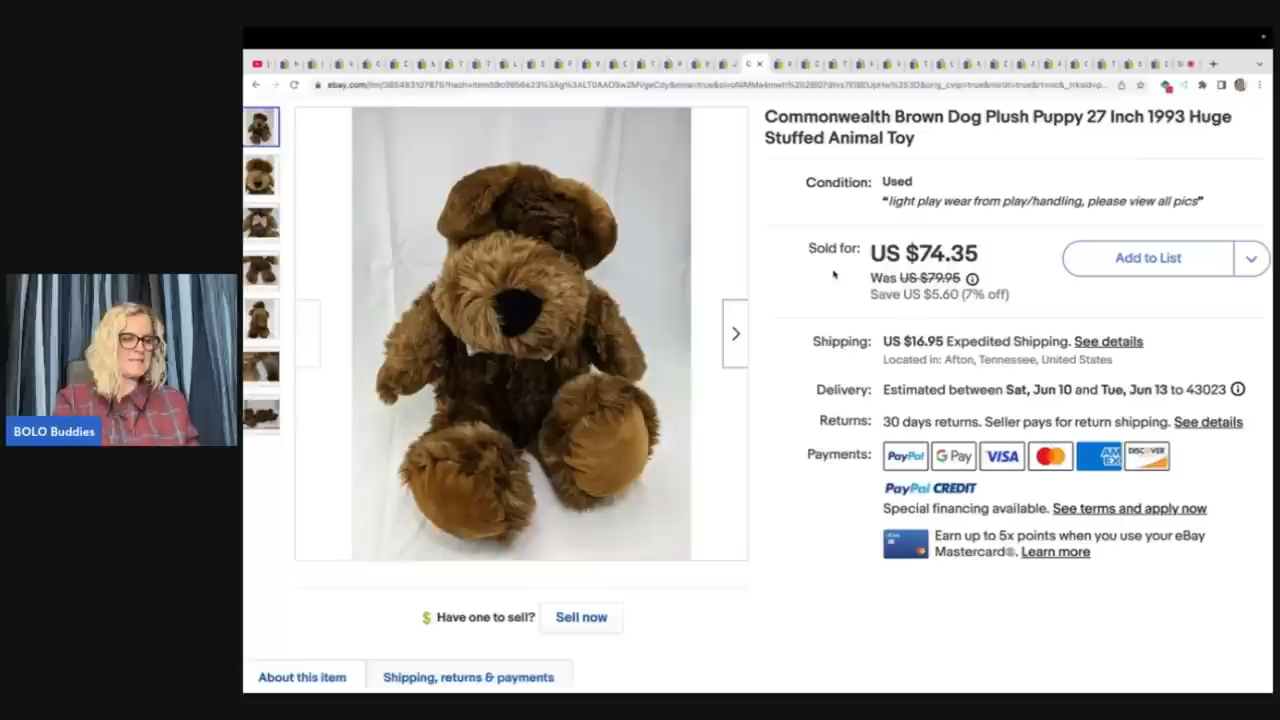 Commonwealth Brown Dog Plush Puppy 27 Inch 1993 Huge
Stuffed Animal Toy
Condition: Used
"light play wear from play/handling, please view all pics"
Sold for: US $74.35
Was US $79.95
Save US $5.60 (7% off)
Add to List
Shipping: US $16.95 Expedited Shipping. See details
Located in: Afton, Tennessee, United States
Delivery: Estimated between Sat, Jun 10 and Tue, Jun 13 to 43023
Returns: 30 days returns. Seller pays for return shipping. See details
Payments: PayPal G Pay VISA AM EX DISCOVER
PayPal CREDIT
Special financing available. See terms and apply now
Earn up to 5x points when you use your eBay
Mastercard®. Learn more
BOLO Buddies
$ Have one to sell? Sell now
About this item
Shipping, returns & payments